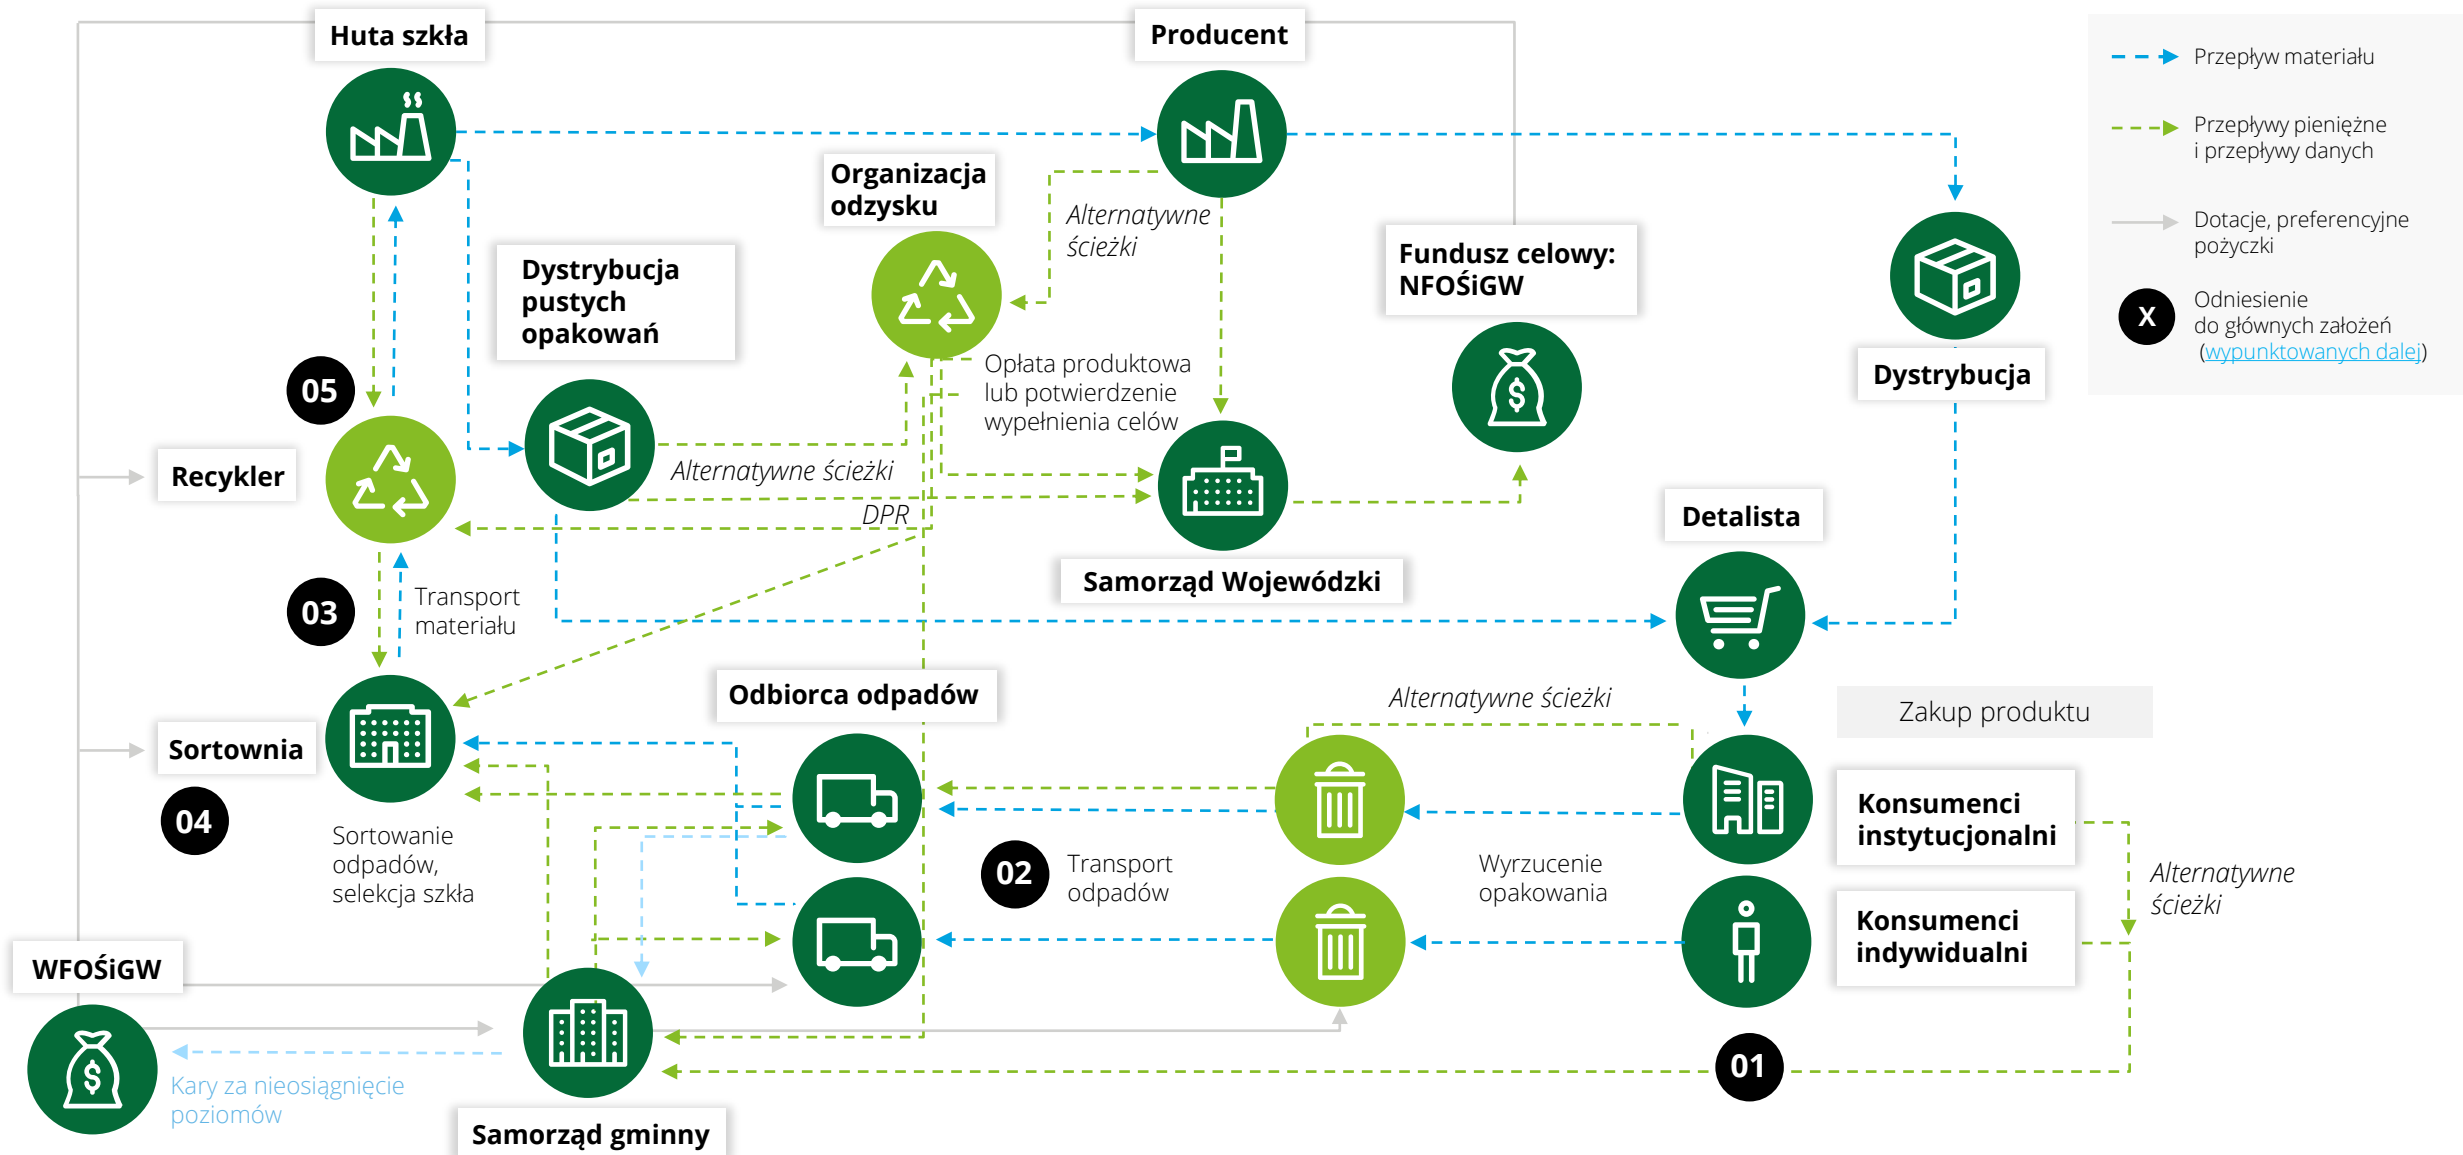 Huta szkła
Producent
Przepływ materiału
Przepływy pieniężne
i przepływy danych
Dotacje, preferencyjne
pożyczki
X
Odniesienie
do głównych założeń
(wypunktowanych dalej)
Organizacja
odzysku
Alternatywne
ścieżki
Fundusz celowy:
NFOŚiGW
Dystrybucja
pustych
opakowań
Dystrybucja
Opłata produktowa
lub potwierdzenie
wypełnienia celów
05
Recykler
Alternatywne ścieżki
DPR
Samorząd Wojewódzki
Detalista
03
Transport
materiału
Odbiorca odpadów
Alternatywne ścieżki
Zakup produktu
Sortownia
04
Sortowanie
odpadów,
selekcja szkła
02
Transport
odpadów
Wyrzucenie
opakowania
Konsumenci
instytucjonalni
Alternatywne
ścieżki
Konsumenci
indywidualni
WFOŚiGW
$
$
01
Kary za nieosiągnięcie
poziomów
Samorząd gminny